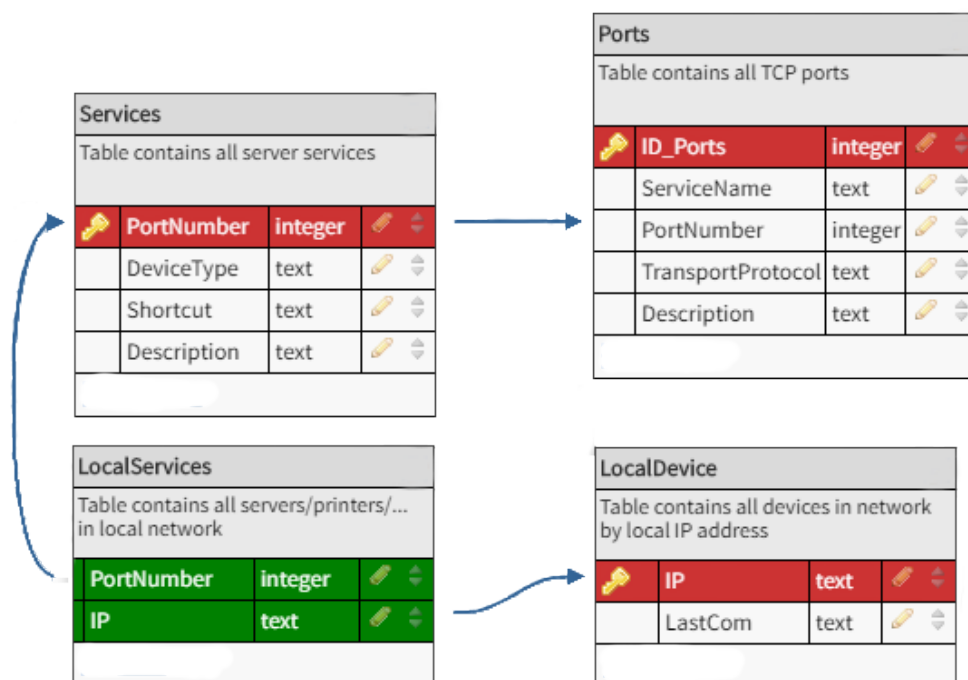 Services
Table contains all server services
PortNumber integer
DeviceType text
Shortcut text
Description text
Ports
Table contains all TCP ports
ID_Ports integer
ServiceName text
PortNumber integer
TransportProtocol text
Description text
LocalServices
Table contains all servers/printers/...
in local network
PortNumber integer
IP text
LocalDevice
Table contains all devices in network
by local IP address
IP text
LastCom text